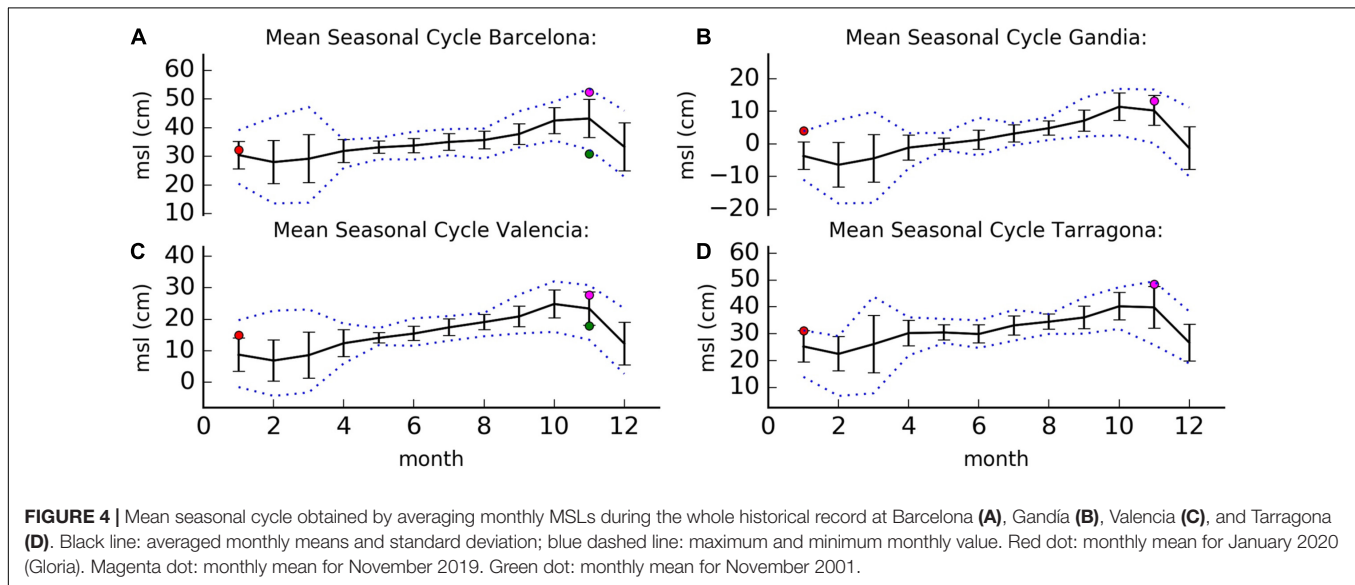 A Mean Seasonal Cycle Barcelona:
60
50
40
30
20
10
msl (cm)
B Mean Seasonal Cycle Gandia:
20
10
0
−10
−20
msl (cm)
C Mean Seasonal Cycle Valencia:
40
30
20
10
0
msl (cm)
0 2 4 6 8 10 12
month
D Mean Seasonal Cycle Tarragona:
60
50
40
30
20
10
msl (cm)
0 2 4 6 8 10 12
month
FIGURE 4 | Mean seasonal cycle obtained by averaging monthly MSLs during the whole historical record at Barcelona (A), Gandía (B), Valencia (C), and Tarragona
(D). Black line: averaged monthly means and standard deviation; blue dashed line: maximum and minimum monthly value. Red dot: monthly mean for January 2020
(Gloria). Magenta dot: monthly mean for November 2019. Green dot: monthly mean for November 2001.